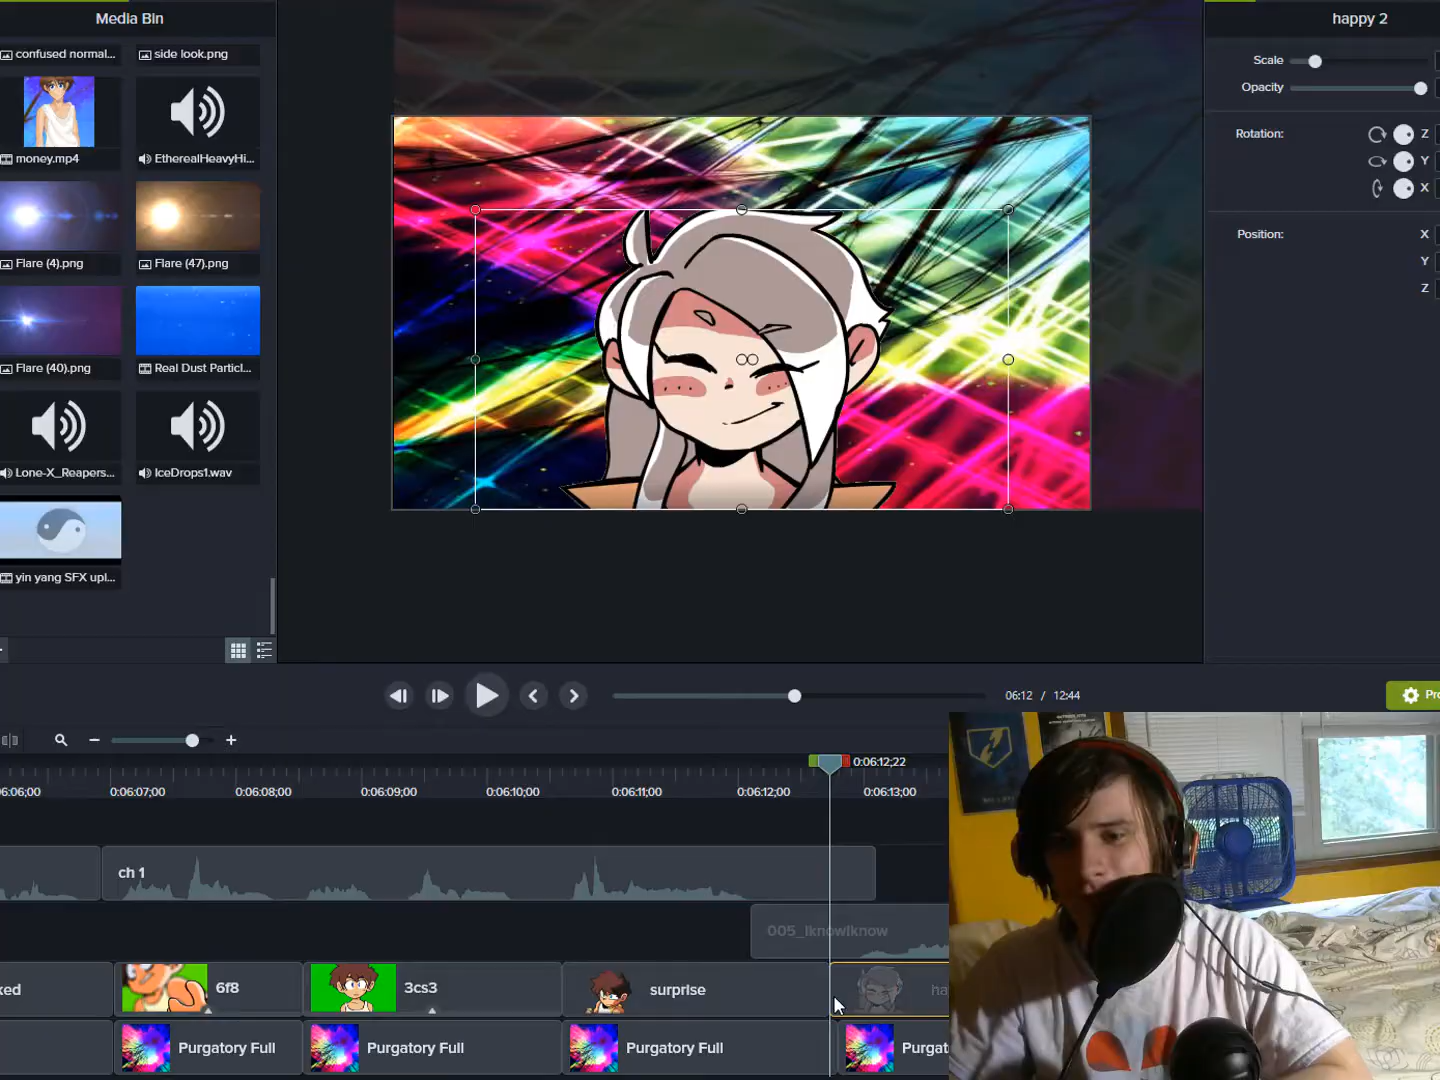 Media Bin
happy 2
confused normal...
side look.png
Scale
Opacity
money.mp4
EtherealHeavyHi...
Rotation:
Z
Y
X
Flare (4).png
Flare (47).png
Position:
X
Y
Z
Flare (40).png
Real Dust Particl...
Lone-X_Reapers...
IceDrops1.wav
yin yang SFX upl...
06:12 / 12:44
Pro
0:06:12;22
6:06;00
0:06:07;00
0:06:08;00
0:06:09;00
0:06:10;00
0:06:11;00
0:06:12;00
0:06:13;00
ch 1
005_IknowIknow
ked
6f8
3cs3
surprise
ha
Purgatory Full
Purgatory Full
Purgatory Full
Purgat